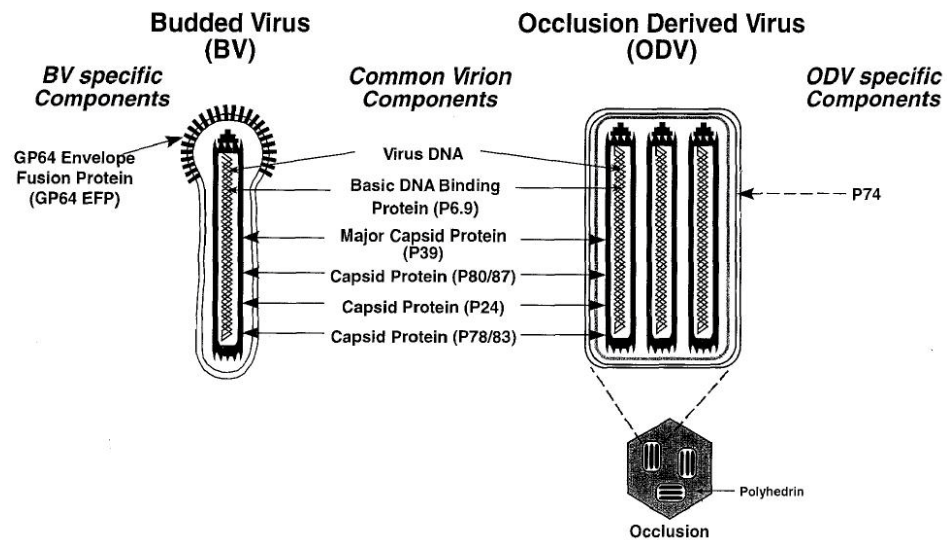 Budded Virus
(BV)
Occlusion Derived Virus
(ODV)
BV specific
Components
Common Virion
Components
ODV specific
Components
GP64 Envelope
Fusion Protein
(GP64 EFP)
Virus DNA
Basic DNA Binding
Protein (P6.9)
Major Capsid Protein
(P39)
Capsid Protein (P80/87)
Capsid Protein (P24)
Capsid Protein (P78/83)
P74
Polyhedrin
Occlusion